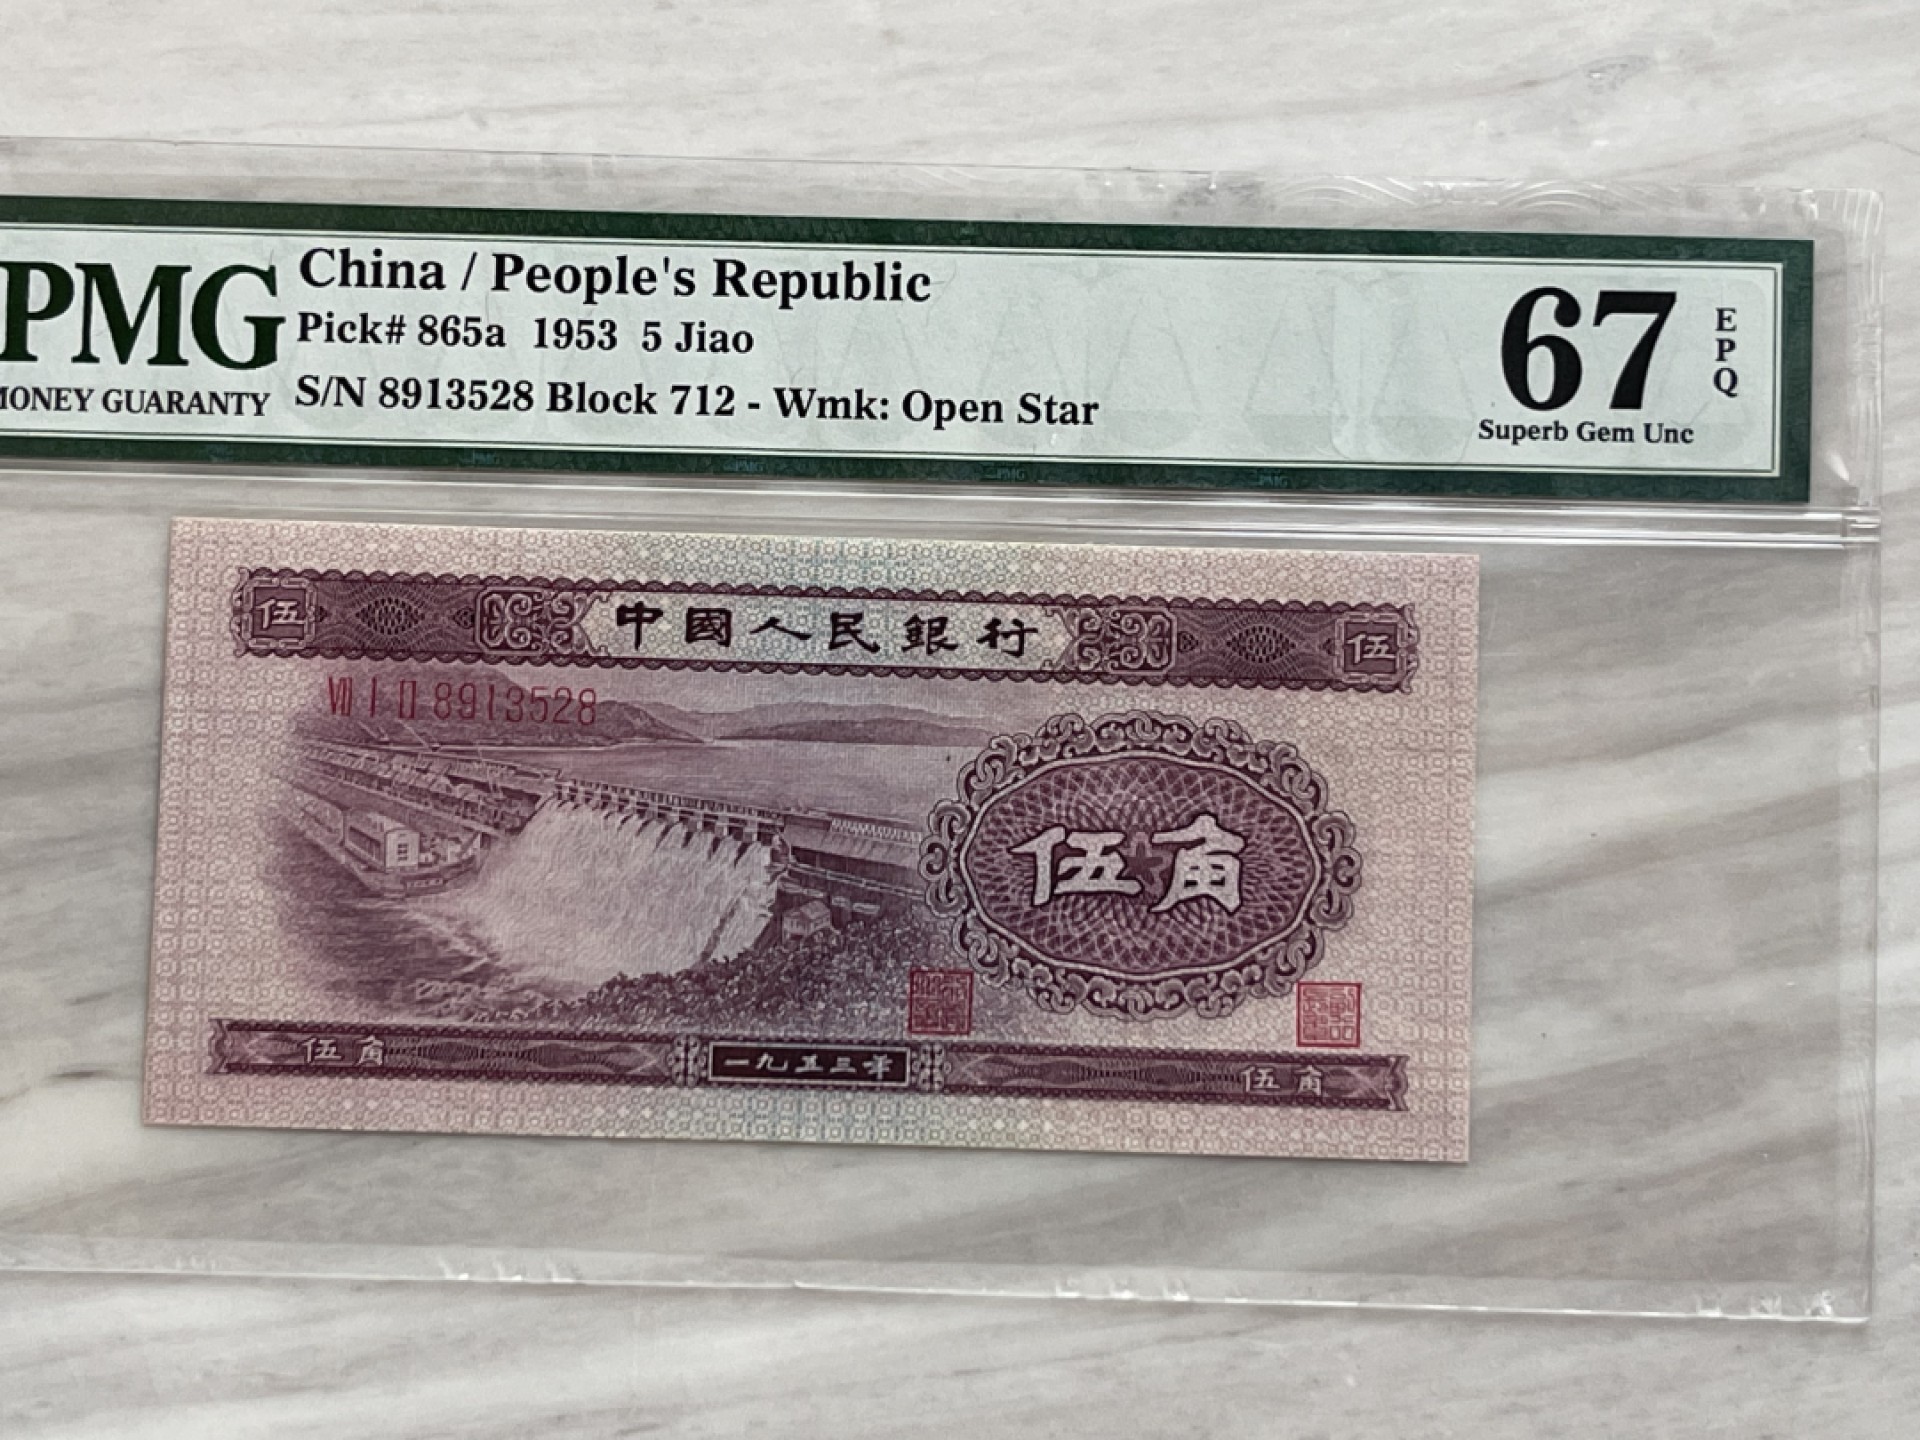 PMG
MONEY GUARANTY
China / People's Republic
Pick# 865a 1953 5 Jiao
S/N 8913528 Block 712 - Wmk: Open Star
67
EPQ
Superb Gem Unc
伍 中國人民銀行 伍
Ⅶ Ⅰ Ⅱ 8913528
伍角
伍角 一九五三年 伍角